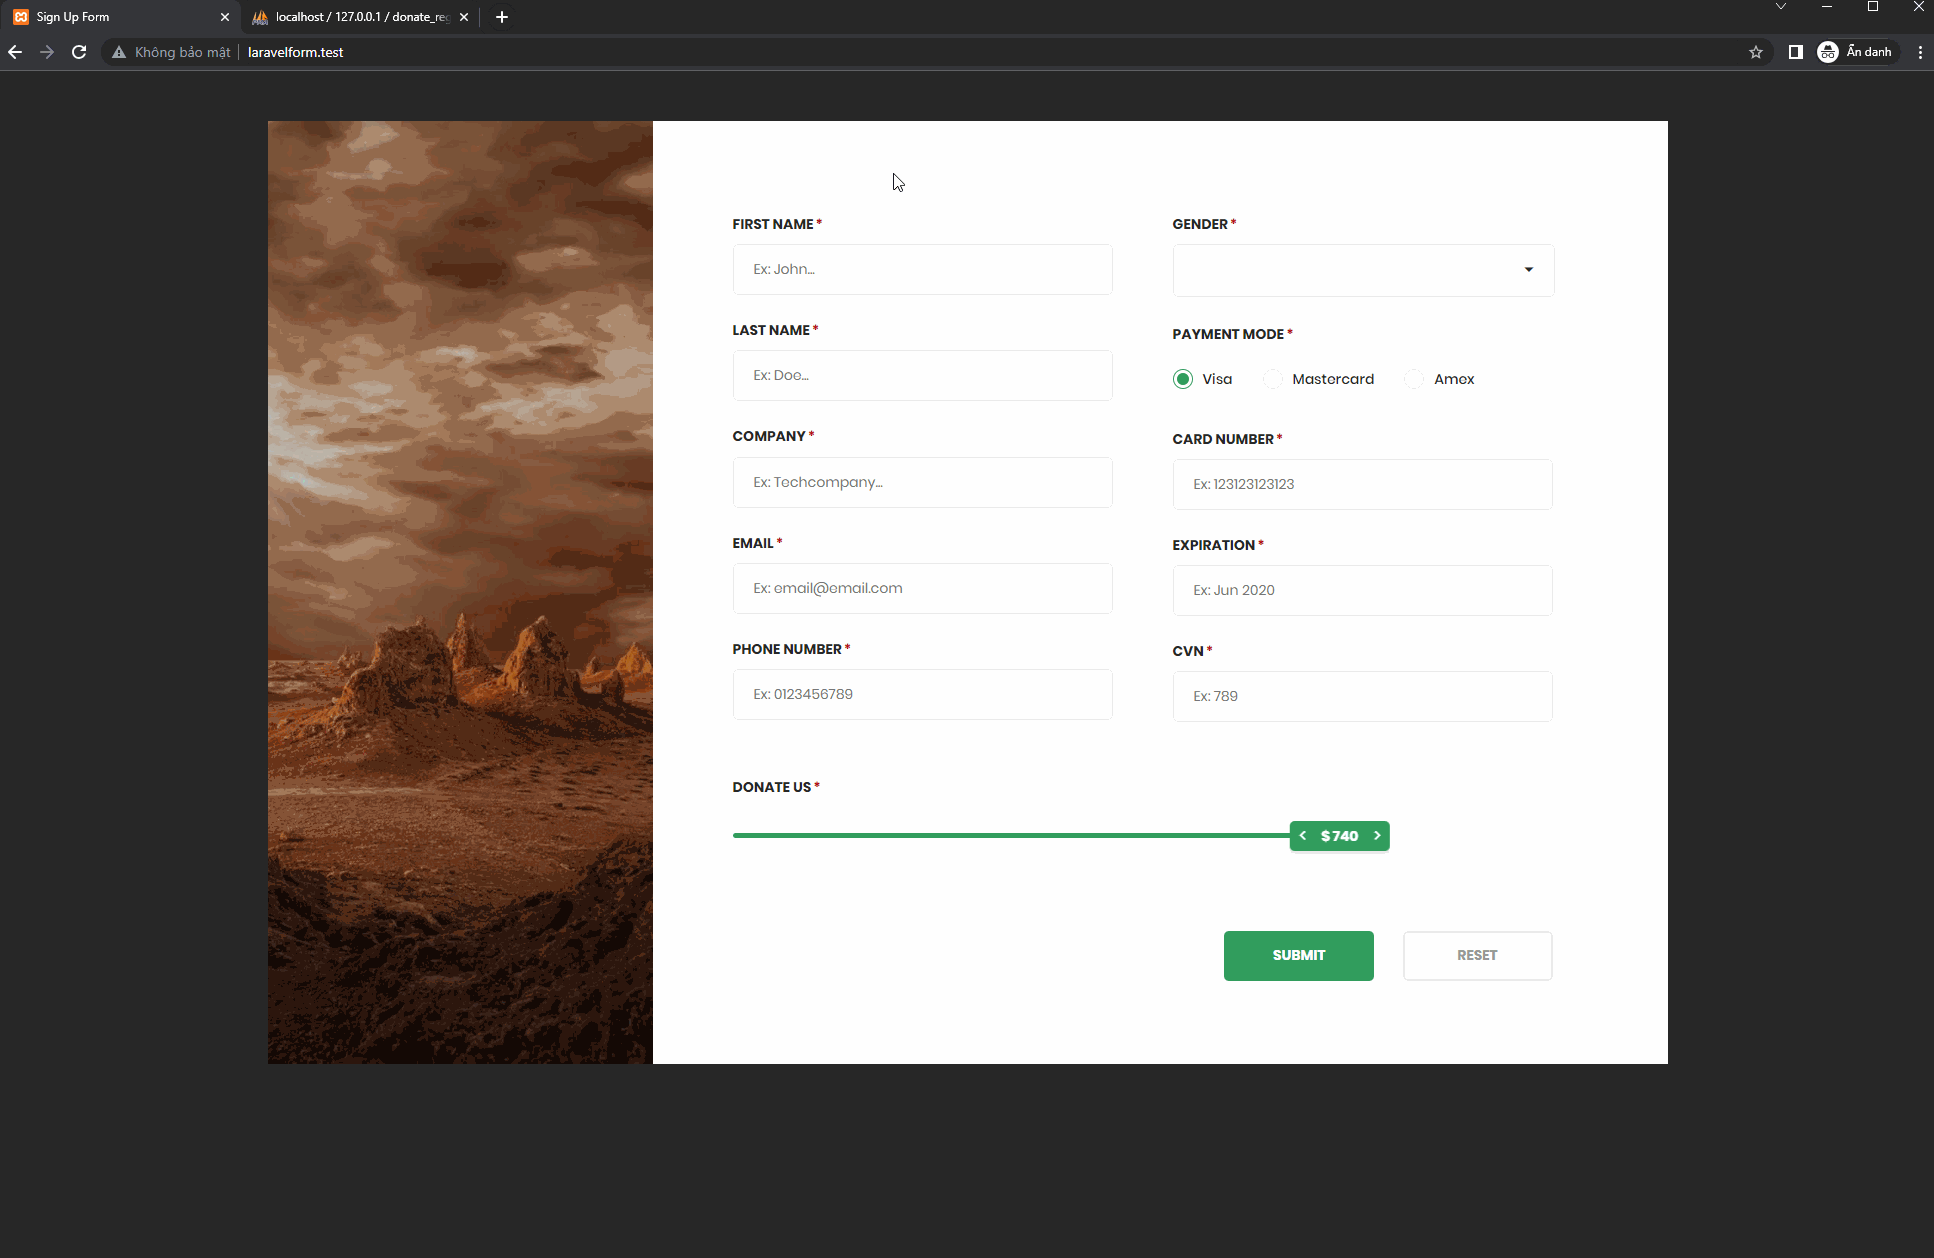 Sign Up Form
localhost / 127.0.0.1 / donate_reg
Không bảo mật
laravelform.test
Ẩn danh
FIRST NAME *
Ex: John...
LAST NAME *
Ex: Doe...
COMPANY *
Ex: Techcompany...
EMAIL *
Ex: email@email.com
PHONE NUMBER *
Ex: 0123456789
GENDER *
PAYMENT MODE *
Visa Mastercard Amex
CARD NUMBER *
Ex: 123123123123
EXPIRATION *
Ex: Jun 2020
CVN *
Ex: 789
DONATE US *
< $ 740 >
SUBMIT RESET